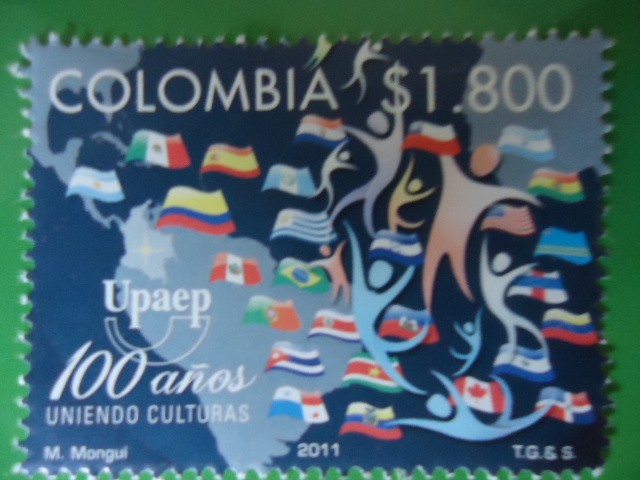 COLOMBIA $1.800
Upaep
100 años
UNIENDO CULTURAS
M. Monguí 2011 T.G. & S.